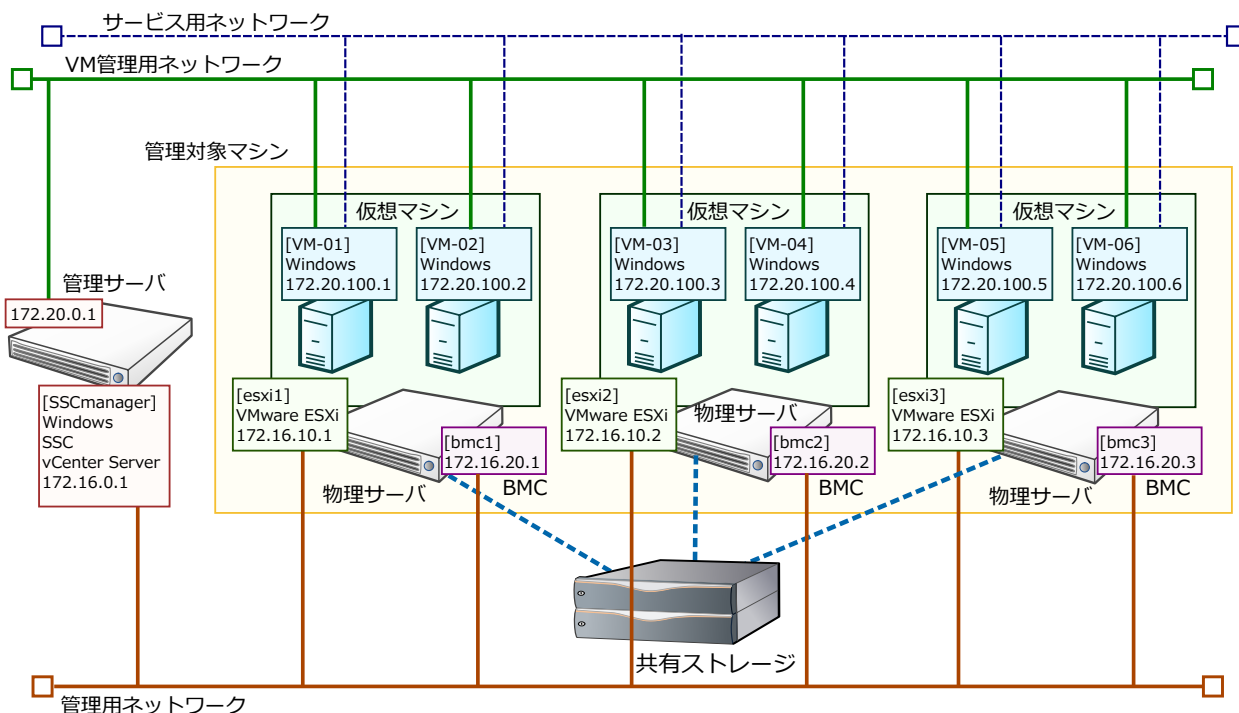 サービス用ネットワーク
VM管理用ネットワーク
管理対象マシン
仮想マシン
[VM-01]
Windows
172.20.100.1
[VM-02]
Windows
172.20.100.2
仮想マシン
[VM-03]
Windows
172.20.100.3
[VM-04]
Windows
172.20.100.4
仮想マシン
[VM-05]
Windows
172.20.100.5
[VM-06]
Windows
172.20.100.6
管理サーバ
172.20.0.1
[SSCmanager]
Windows
SSC
vCenter Server
172.16.0.1
[esxi1]
VMware ESXi
172.16.10.1
[bmc1]
172.16.20.1
物理サーバ
BMC
[esxi2]
VMware ESXi
172.16.10.2
物理サーバ
[bmc2]
172.16.20.2
BMC
[esxi3]
VMware ESXi
172.16.10.3
[bmc3]
172.16.20.3
物理サーバ
BMC
共有ストレージ
管理用ネットワーク